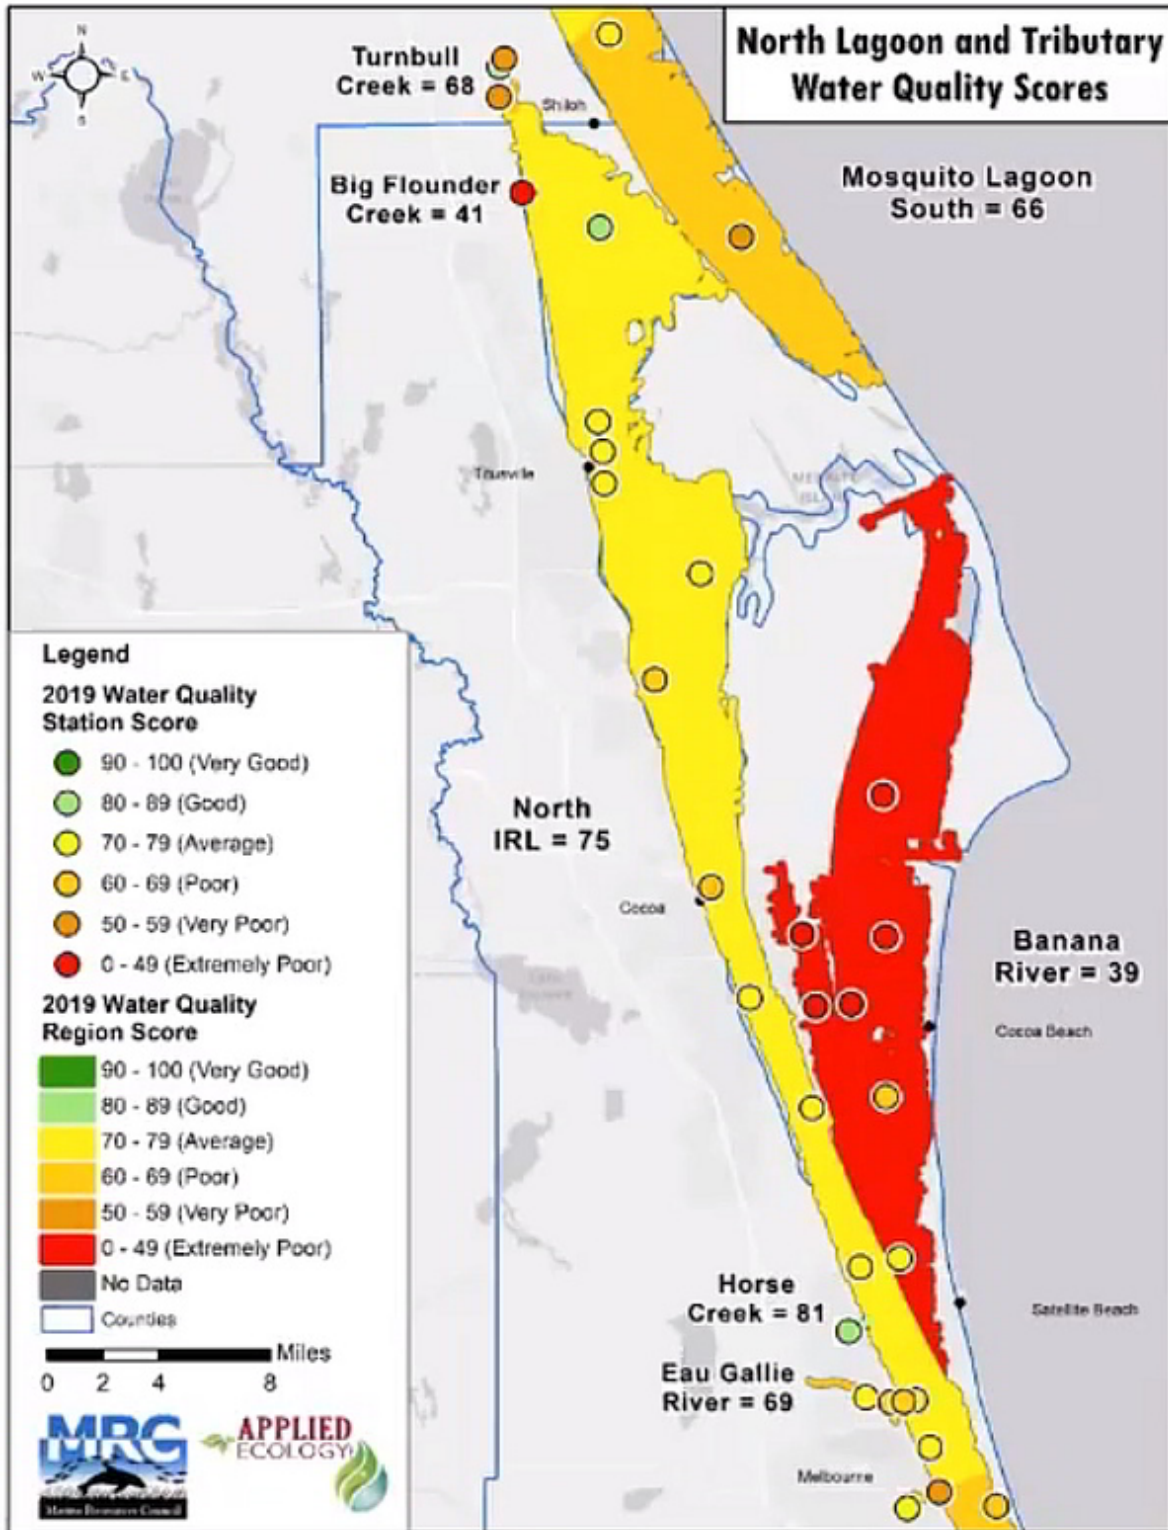 North Lagoon and Tributary
Water Quality Scores
N
W
E
S
Turnbull
Creek = 68
Shiloh
Big Flounder
Creek = 41
Mosquito Lagoon
South = 66
Titusville
North
IRL = 75
Cocoa
Banana
River = 39
Cocoa Beach
Horse
Creek = 81
Satellite Beach
Eau Gallie
River = 69
Melbourne
Legend
2019 Water Quality
Station Score
90 - 100 (Very Good)
80 - 89 (Good)
70 - 79 (Average)
60 - 69 (Poor)
50 - 59 (Very Poor)
0 - 49 (Extremely Poor)
2019 Water Quality
Region Score
90 - 100 (Very Good)
80 - 89 (Good)
70 - 79 (Average)
60 - 69 (Poor)
50 - 59 (Very Poor)
0 - 49 (Extremely Poor)
No Data
Counties
Miles
0 2 4 8
MRC
Marine Resources Council
APPLIED
ECOLOGY